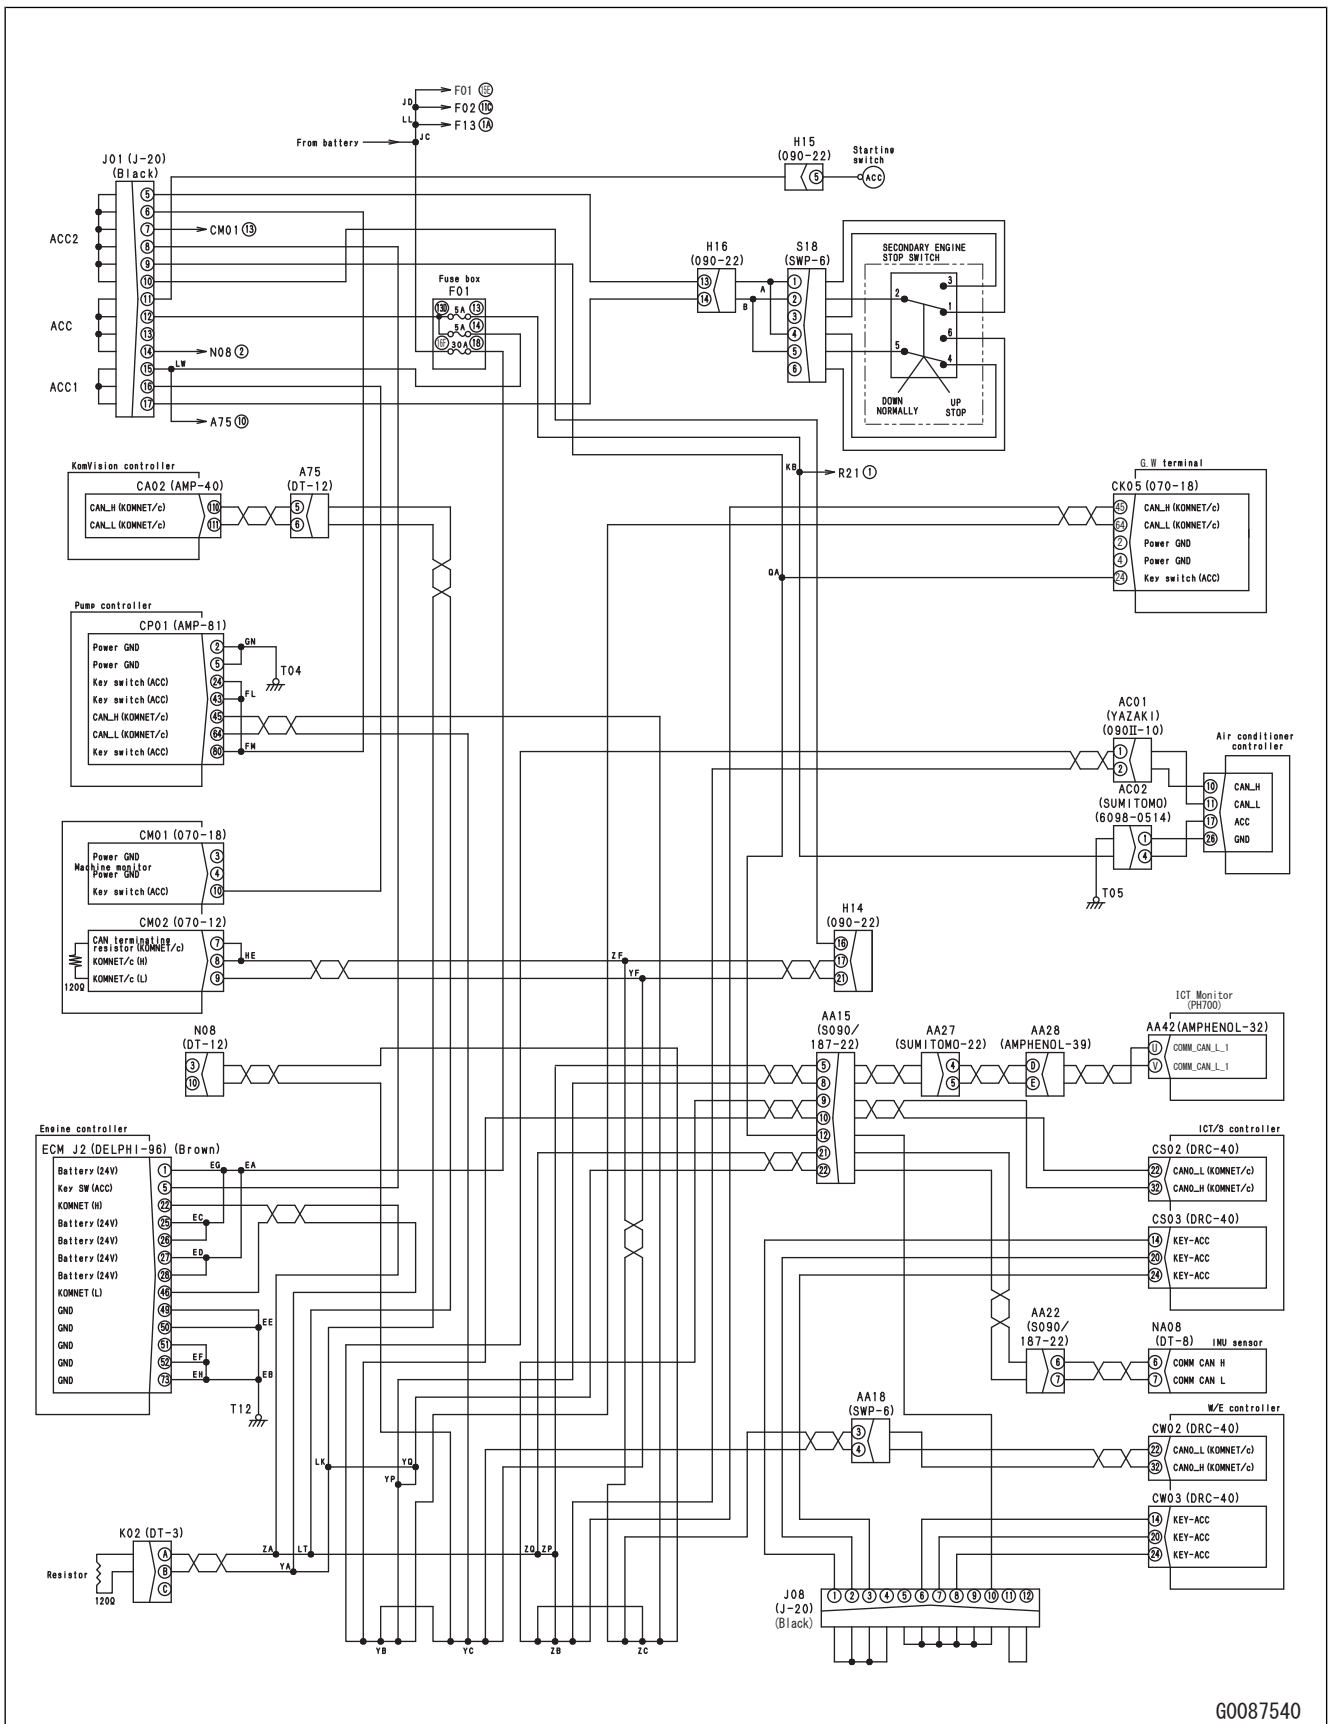 F01 15E
JD
F02 11C
LL
F13 1A
JC
From battery
H15
(090-22)
Starting
switch
5
ACC
J01 (J-20)
(Black)
5
6
7
8
9
10
11
12
13
14
15
16
17
ACC2
ACC
ACC1
CM01 13
N08 2
LW
A75 10
Fuse box
F01
13D 5A 13
5A 14
16F 30A 18
H16
(090-22)
13
14
A
B
S18
(SWP-6)
1
2
3
4
5
6
SECONDARY ENGINE
STOP SWITCH
3
2
1
6
5
4
DOWN
NORMALLY
UP
STOP
KB
R21 1
KomVision controller
CA02 (AMP-40)
CAN_H (KOMNET/c) 110
CAN_L (KOMNET/c) 111
A75
(DT-12)
5
6
G.W terminal
CK05 (070-18)
45 CAN_H (KOMNET/c)
64 CAN_L (KOMNET/c)
2 Power GND
4 Power GND
24 Key switch (ACC)
QA
Pump controller
CP01 (AMP-81)
Power GND 2 GN
Power GND 5
T04
Key switch (ACC) 24
Key switch (ACC) 43 FL
CAN_H (KOMNET/c) 45
CAN_L (KOMNET/c) 64
Key switch (ACC) 80 FM
AC01
(YAZAKI)
(090II-10)
1
2
AC02
(SUMITOMO)
(6098-0514)
1
4
T05
Air conditioner
controller
10 CAN_H
11 CAN_L
17 ACC
26 GND
CM01 (070-18)
Power GND 3
Machine monitor
Power GND 4
Key switch (ACC) 10
CM02 (070-12)
CAN terminating
resistor (KOMNET/c) 7
KOMNET/c (H) 8 HE
KOMNET/c (L) 9
120Ω
ZF
YF
H14
(090-22)
16
17
21
N08
(DT-12)
3
10
AA15
(S090/
187-22)
5
8
9
10
12
21
22
AA27
(SUMITOMO-22)
4
5
AA28
(AMPHENOL-39)
D
E
ICT Monitor
(PH700)
AA42 (AMPHENOL-32)
U COMM_CAN_L_1
V COMM_CAN_L_1
Engine controller
ECM J2 (DELPHI-96) (Brown)
Battery (24V) 1 EG EA
Key SW (ACC) 5
KOMNET (H) 22
Battery (24V) 25 EC
Battery (24V) 26
Battery (24V) 27 ED
Battery (24V) 28
KOMNET (L) 46
GND 49
GND 50 EE
GND 51
GND 52 EF
GND 73 EH EB
T12
ICT/S controller
CS02 (DRC-40)
22 CAN0_L (KOMNET/c)
32 CAN0_H (KOMNET/c)
CS03 (DRC-40)
14 KEY-ACC
20 KEY-ACC
24 KEY-ACC
AA22
(S090/
187-22)
6
7
NA08
(DT-8) IMU sensor
6 COMM CAN H
7 COMM CAN L
AA18
(SWP-6)
3
4
W/E controller
CW02 (DRC-40)
22 CAN0_L (KOMNET/c)
32 CAN0_H (KOMNET/c)
CW03 (DRC-40)
14 KEY-ACC
20 KEY-ACC
24 KEY-ACC
LK
YQ
YP
K02 (DT-3)
A
B
C
Resistor
120Ω
ZA
LT
YA
ZQ
ZP
J08
(J-20)
(Black)
1 2 3 4 5 6 7 8 9 10 11 12
YB
YC
ZB
ZC
G0087540